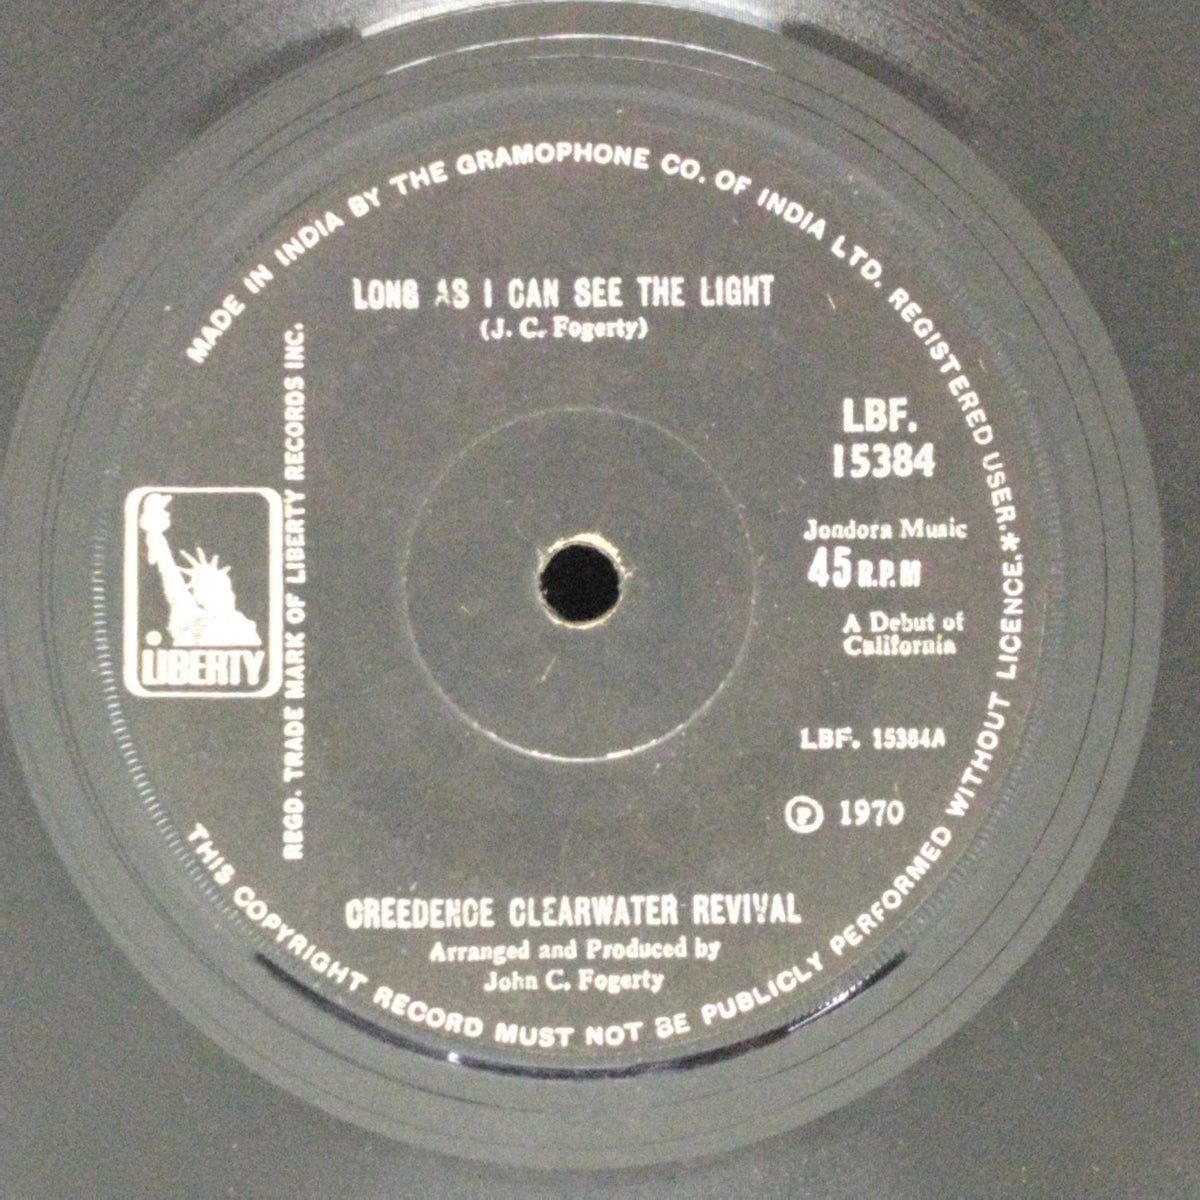 MADE IN INDIA BY THE GRAMOPHONE CO. OF INDIA LTD. REGISTERED USER.*
LONG AS I CAN SEE THE LIGHT
(J. C. Fogerty)
REGD. TRADE MARK OF LIBERTY RECORDS INC.
LIBERTY
LBF.
15384
Jondora Music
45 R.P.M
A Debut of
California
LBF. 15384A
Ⓟ 1970
CREEDENCE CLEARWATER REVIVAL
Arranged and Produced by
John C. Fogerty
THIS COPYRIGHT RECORD MUST NOT BE PUBLICLY PERFORMED WITHOUT LICENCE.